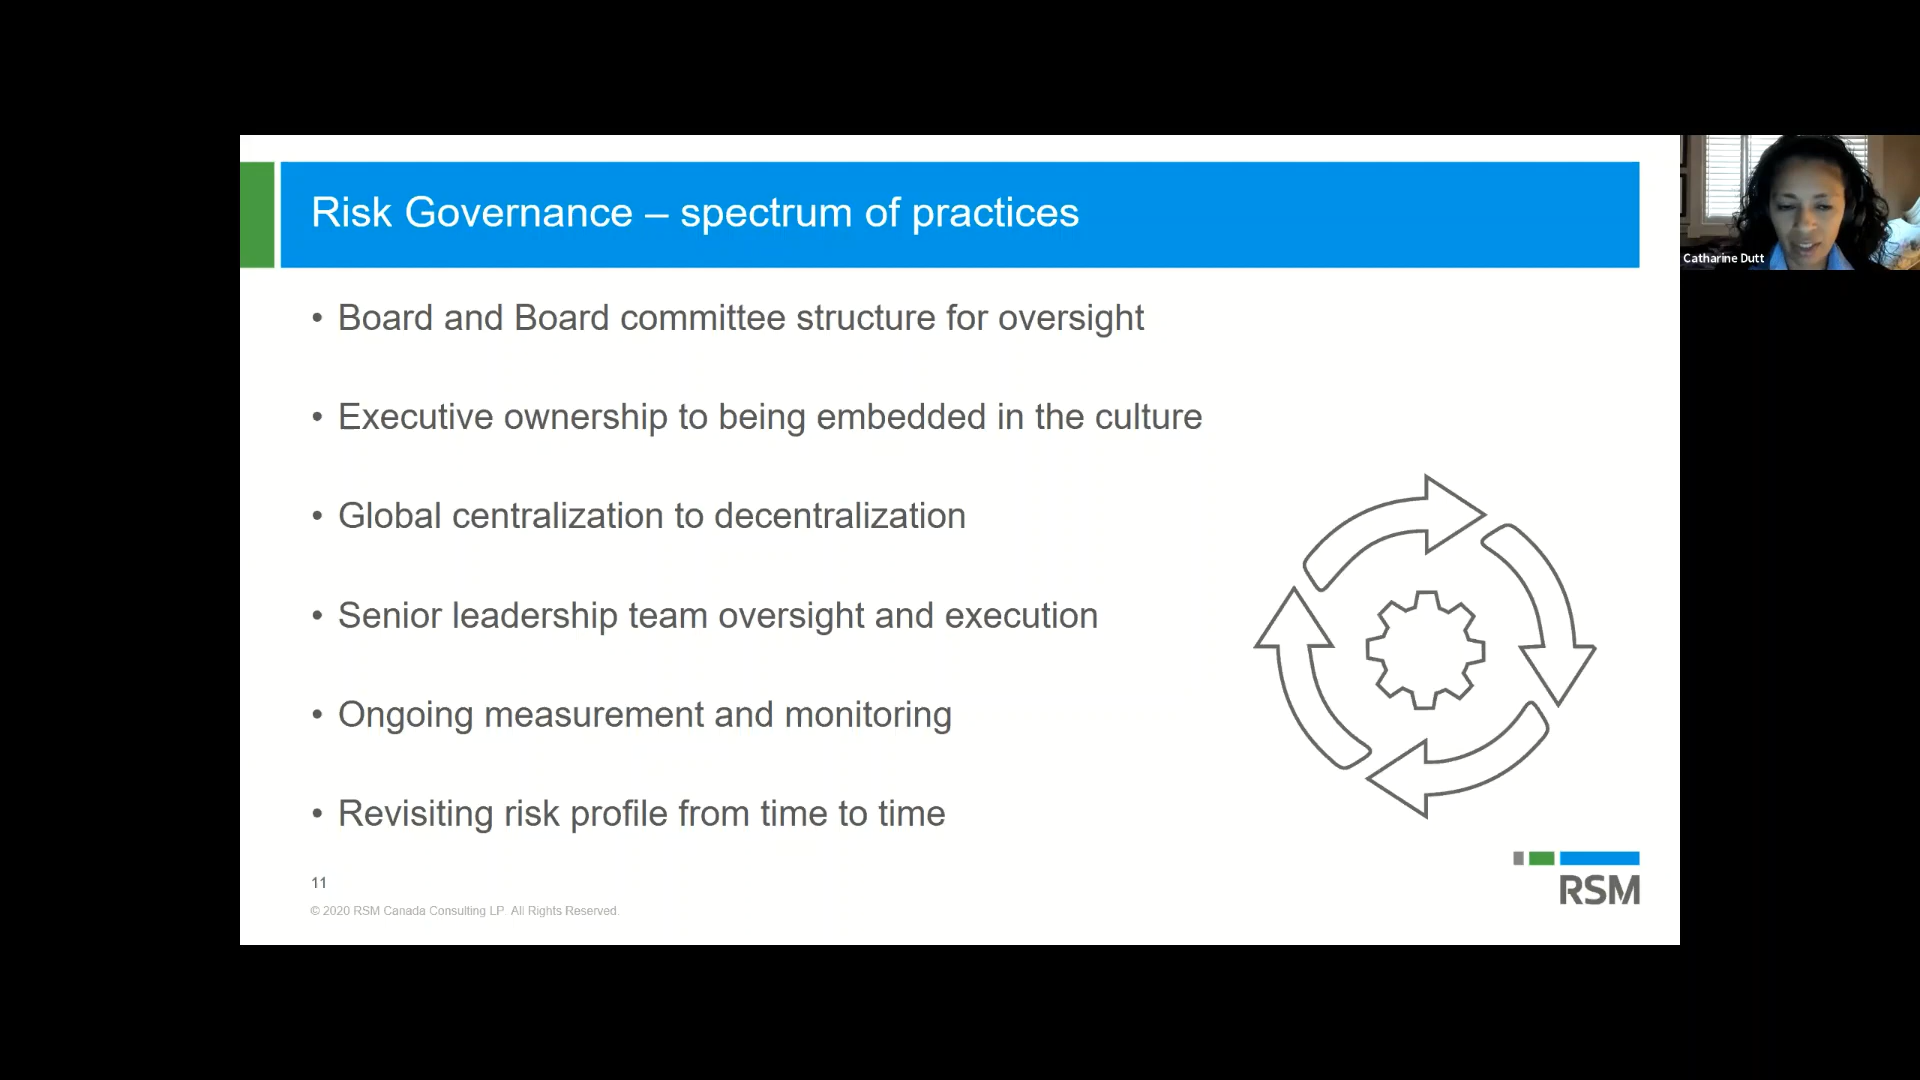 Risk Governance – spectrum of practices
Catharine Dutt
• Board and Board committee structure for oversight
• Executive ownership to being embedded in the culture
• Global centralization to decentralization
• Senior leadership team oversight and execution
• Ongoing measurement and monitoring
• Revisiting risk profile from time to time
11
© 2020 RSM Canada Consulting LP. All Rights Reserved.
RSM